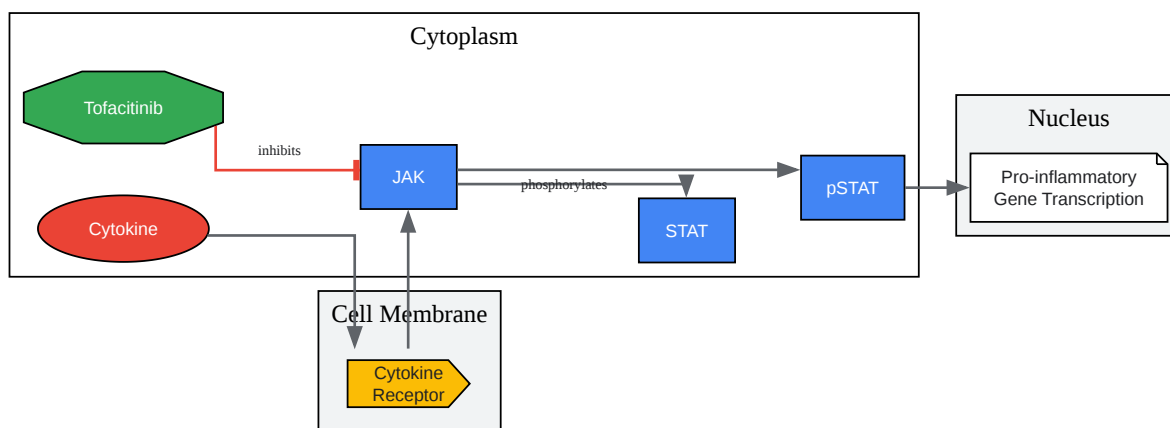 Cytoplasm
Tofacitinib
inhibits
JAK
phosphorylates
pSTAT
STAT
Cytokine
Nucleus
Pro-inflammatory
Gene Transcription
Cell Membrane
Cytokine
Receptor